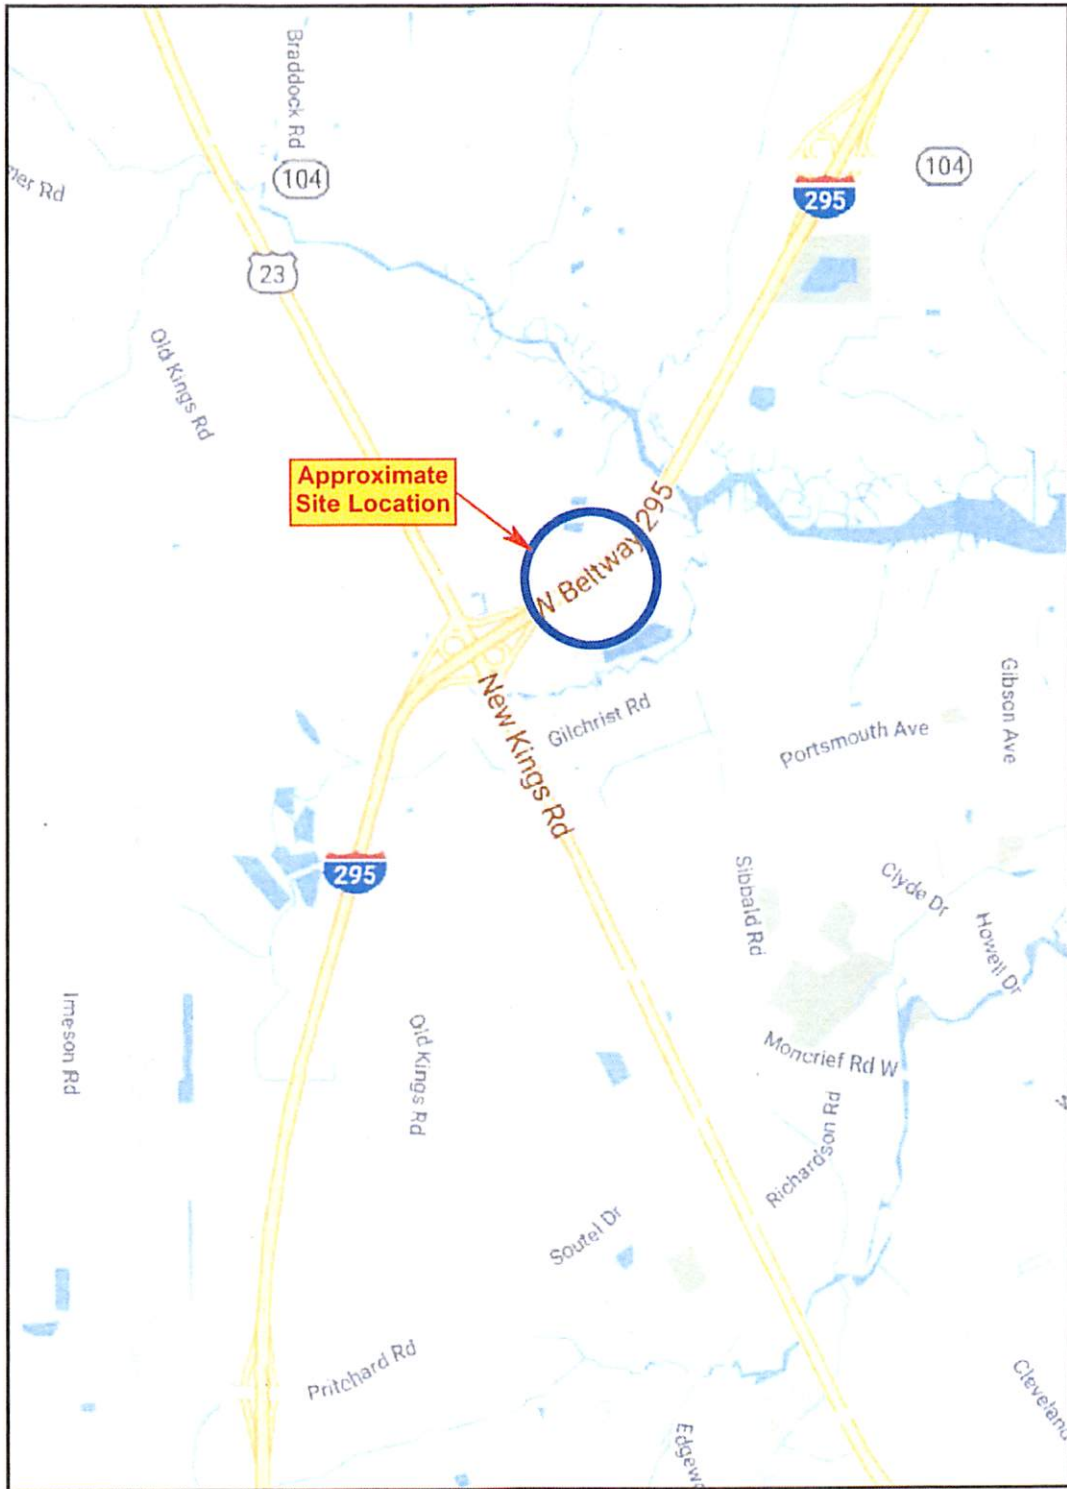 Braddock Rd
104
104
295
23
Old Kings Rd
Approximate
Site Location
N Beltway 295
New Kings Rd
Gilchrist Rd
Portsmouth Ave
Gibson Ave
295
Sibbald Rd
Clyde Dr
Howell Dr
Imeson Rd
Old Kings Rd
Moncrief Rd W
Richardson Rd
Soutel Dr
Pritchard Rd
Cleveland
Edgew